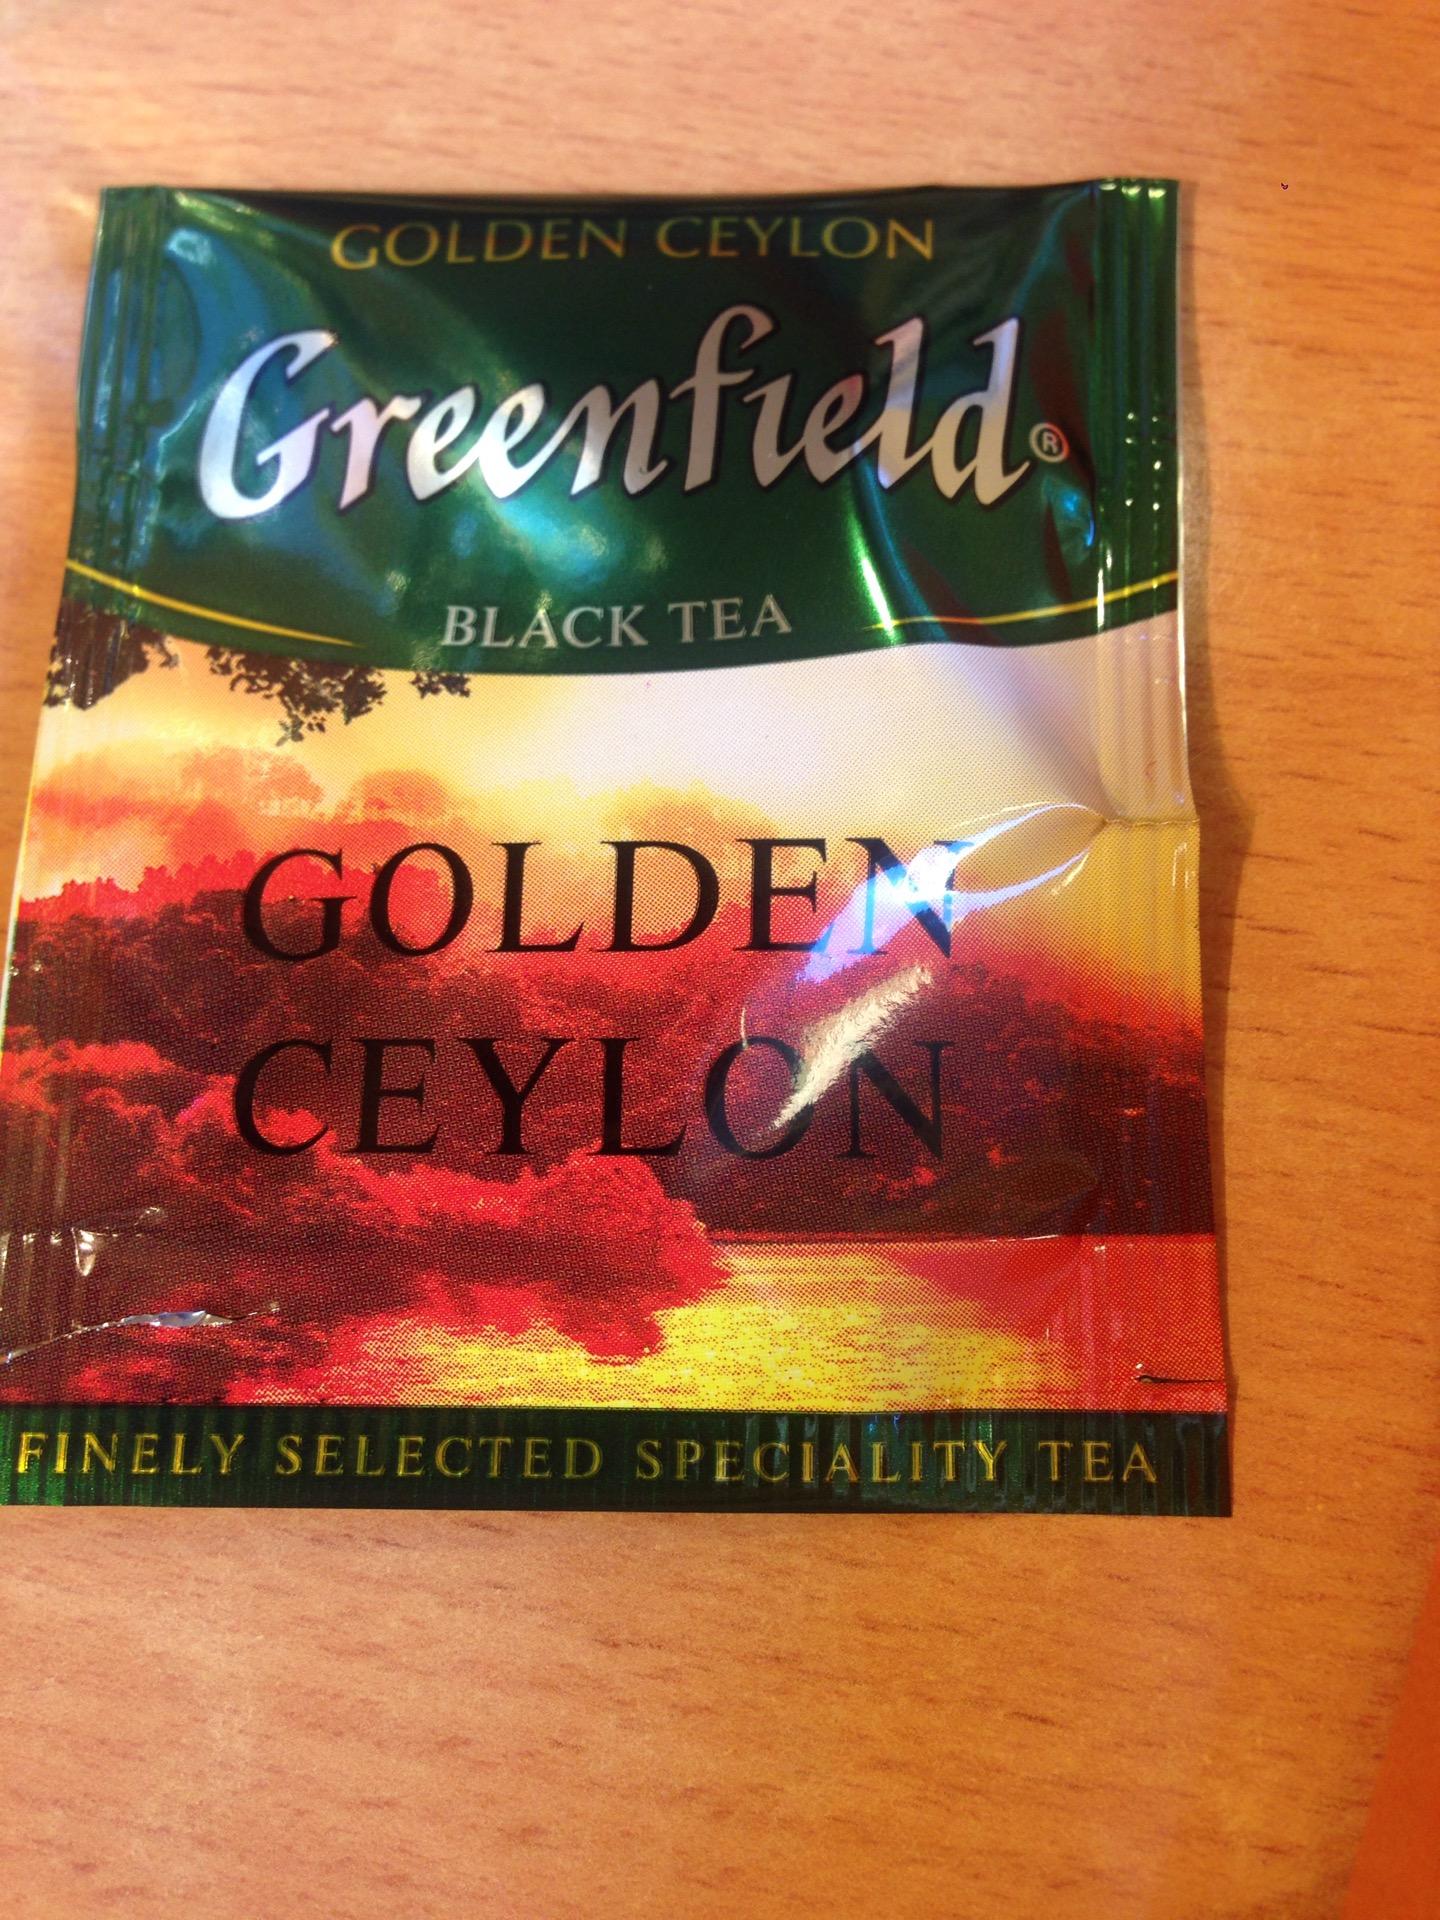 GOLDEN CEYLON
Greenfield®
BLACK TEA
GOLDEN
CEYLON
FINELY SELECTED SPECIALITY TEA